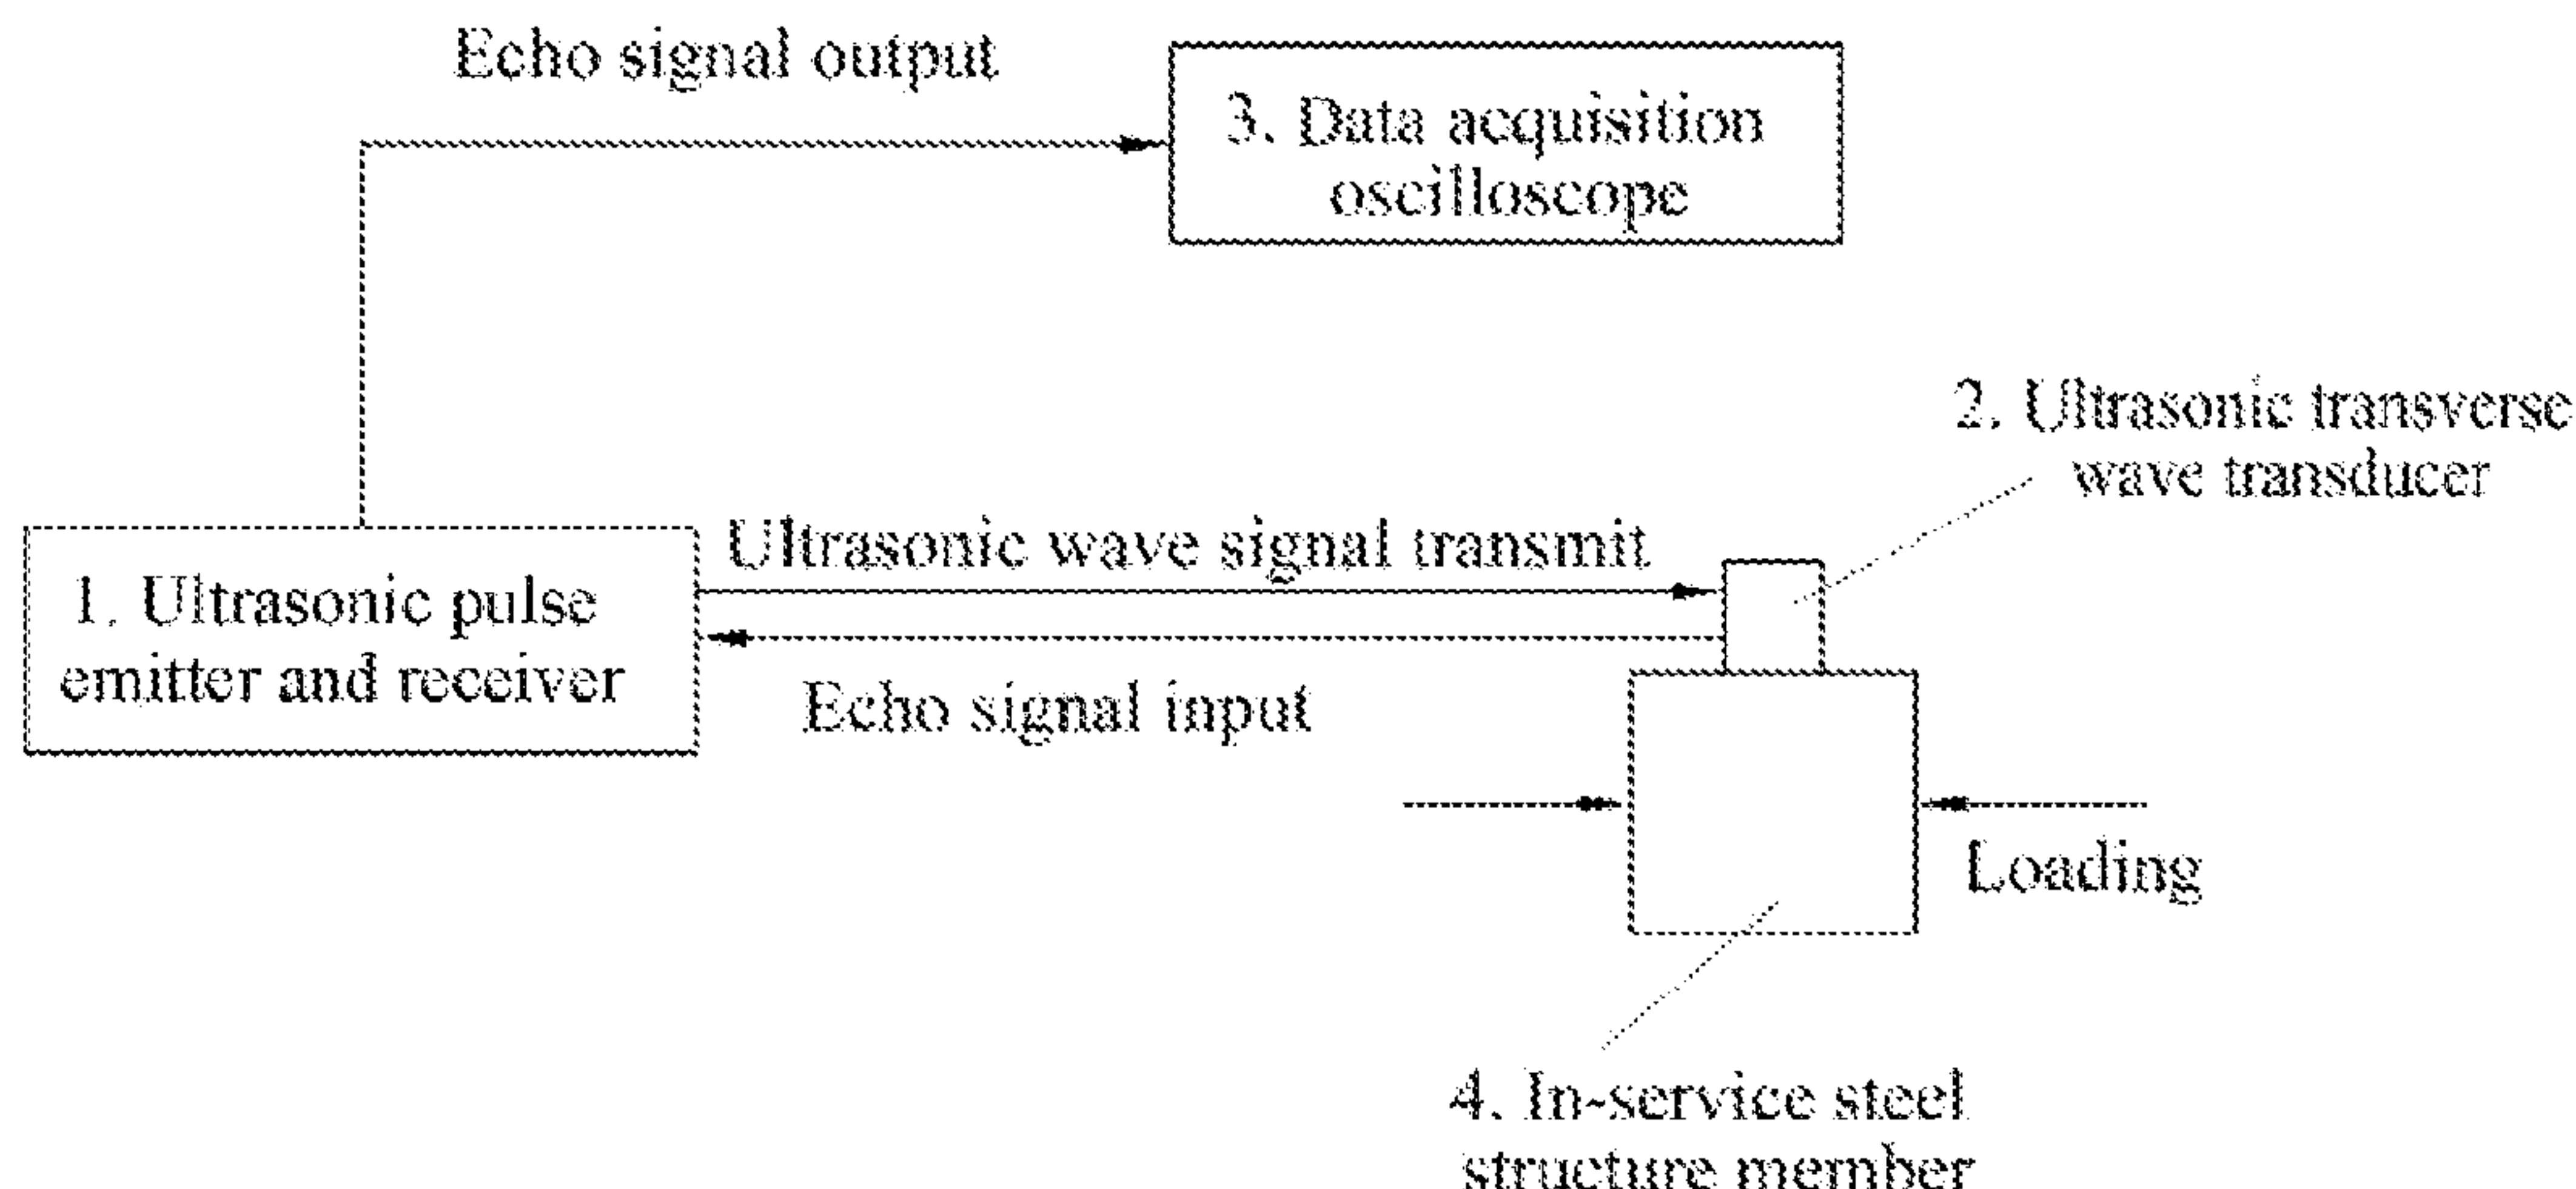 Echo signal output
3. Data acquisition
oscilloscope
2. Ultrasonic transverse
wave transducer
Ultrasonic wave signal transmit
1. Ultrasonic pulse
emitter and receiver
Echo signal input
Loading
4. In-service steel
structure member